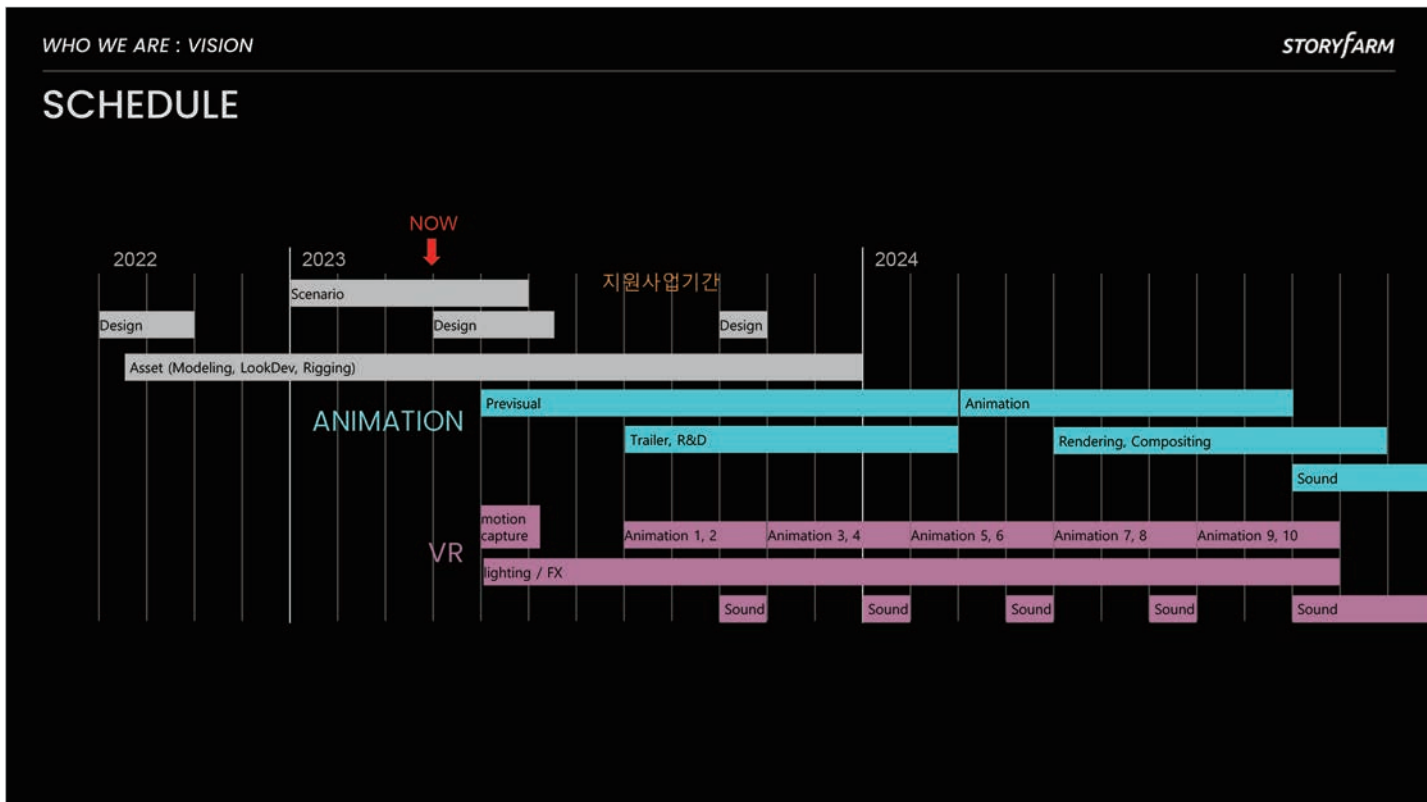 WHO WE ARE : VISION
STORYfARM
SCHEDULE
NOW
2022
2023
2024
지원사업기간
Scenario
Design
Design
Design
Asset (Modeling, LookDev, Rigging)
ANIMATION
Previsual
Animation
Trailer, R&D
Rendering, Compositing
Sound
VR
motion
capture
Animation 1, 2
Animation 3, 4
Animation 5, 6
Animation 7, 8
Animation 9, 10
lighting / FX
Sound
Sound
Sound
Sound
Sound